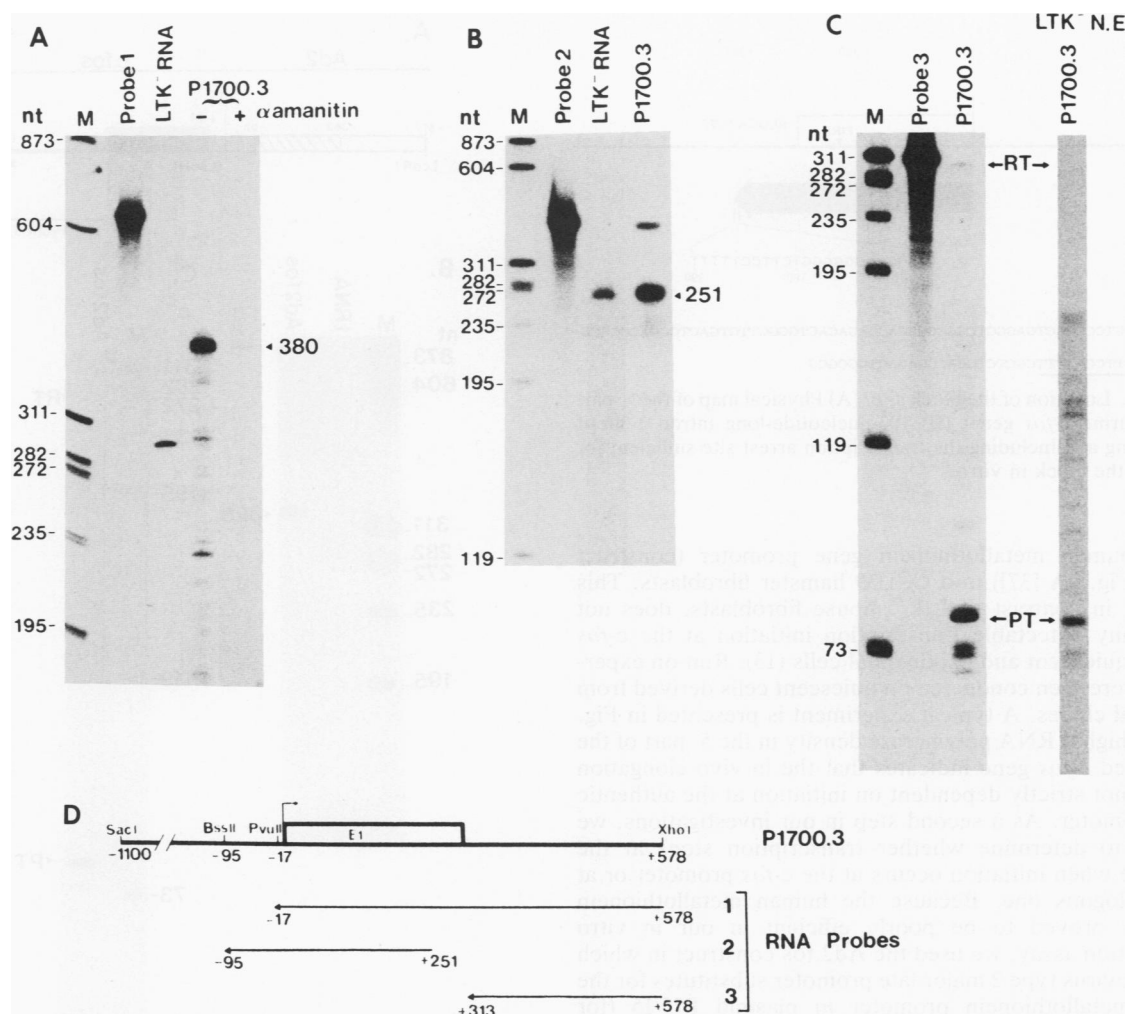 A
Probe 1
LTK⁻ RNA
P1700.3
- + α amanitin
nt M
873-
604-
380
311-
282-
272-
235-
195-
B
Probe 2
LTK⁻ RNA
P1700.3
nt M
873-
604-
311-
282-
272-
251
235-
195-
119-
C
LTK⁻ N.E
Probe 3
P1700.3
P1700.3
M
nt
311-
←RT→
282-
272-
235-
195-
119-
←PT→
73-
D
Sac I BssII PvuII E1 XhoI P1700.3
-1100 -95 -17 +578
-17 +578 1
-95 +251 2 RNA Probes
+313 +578 3